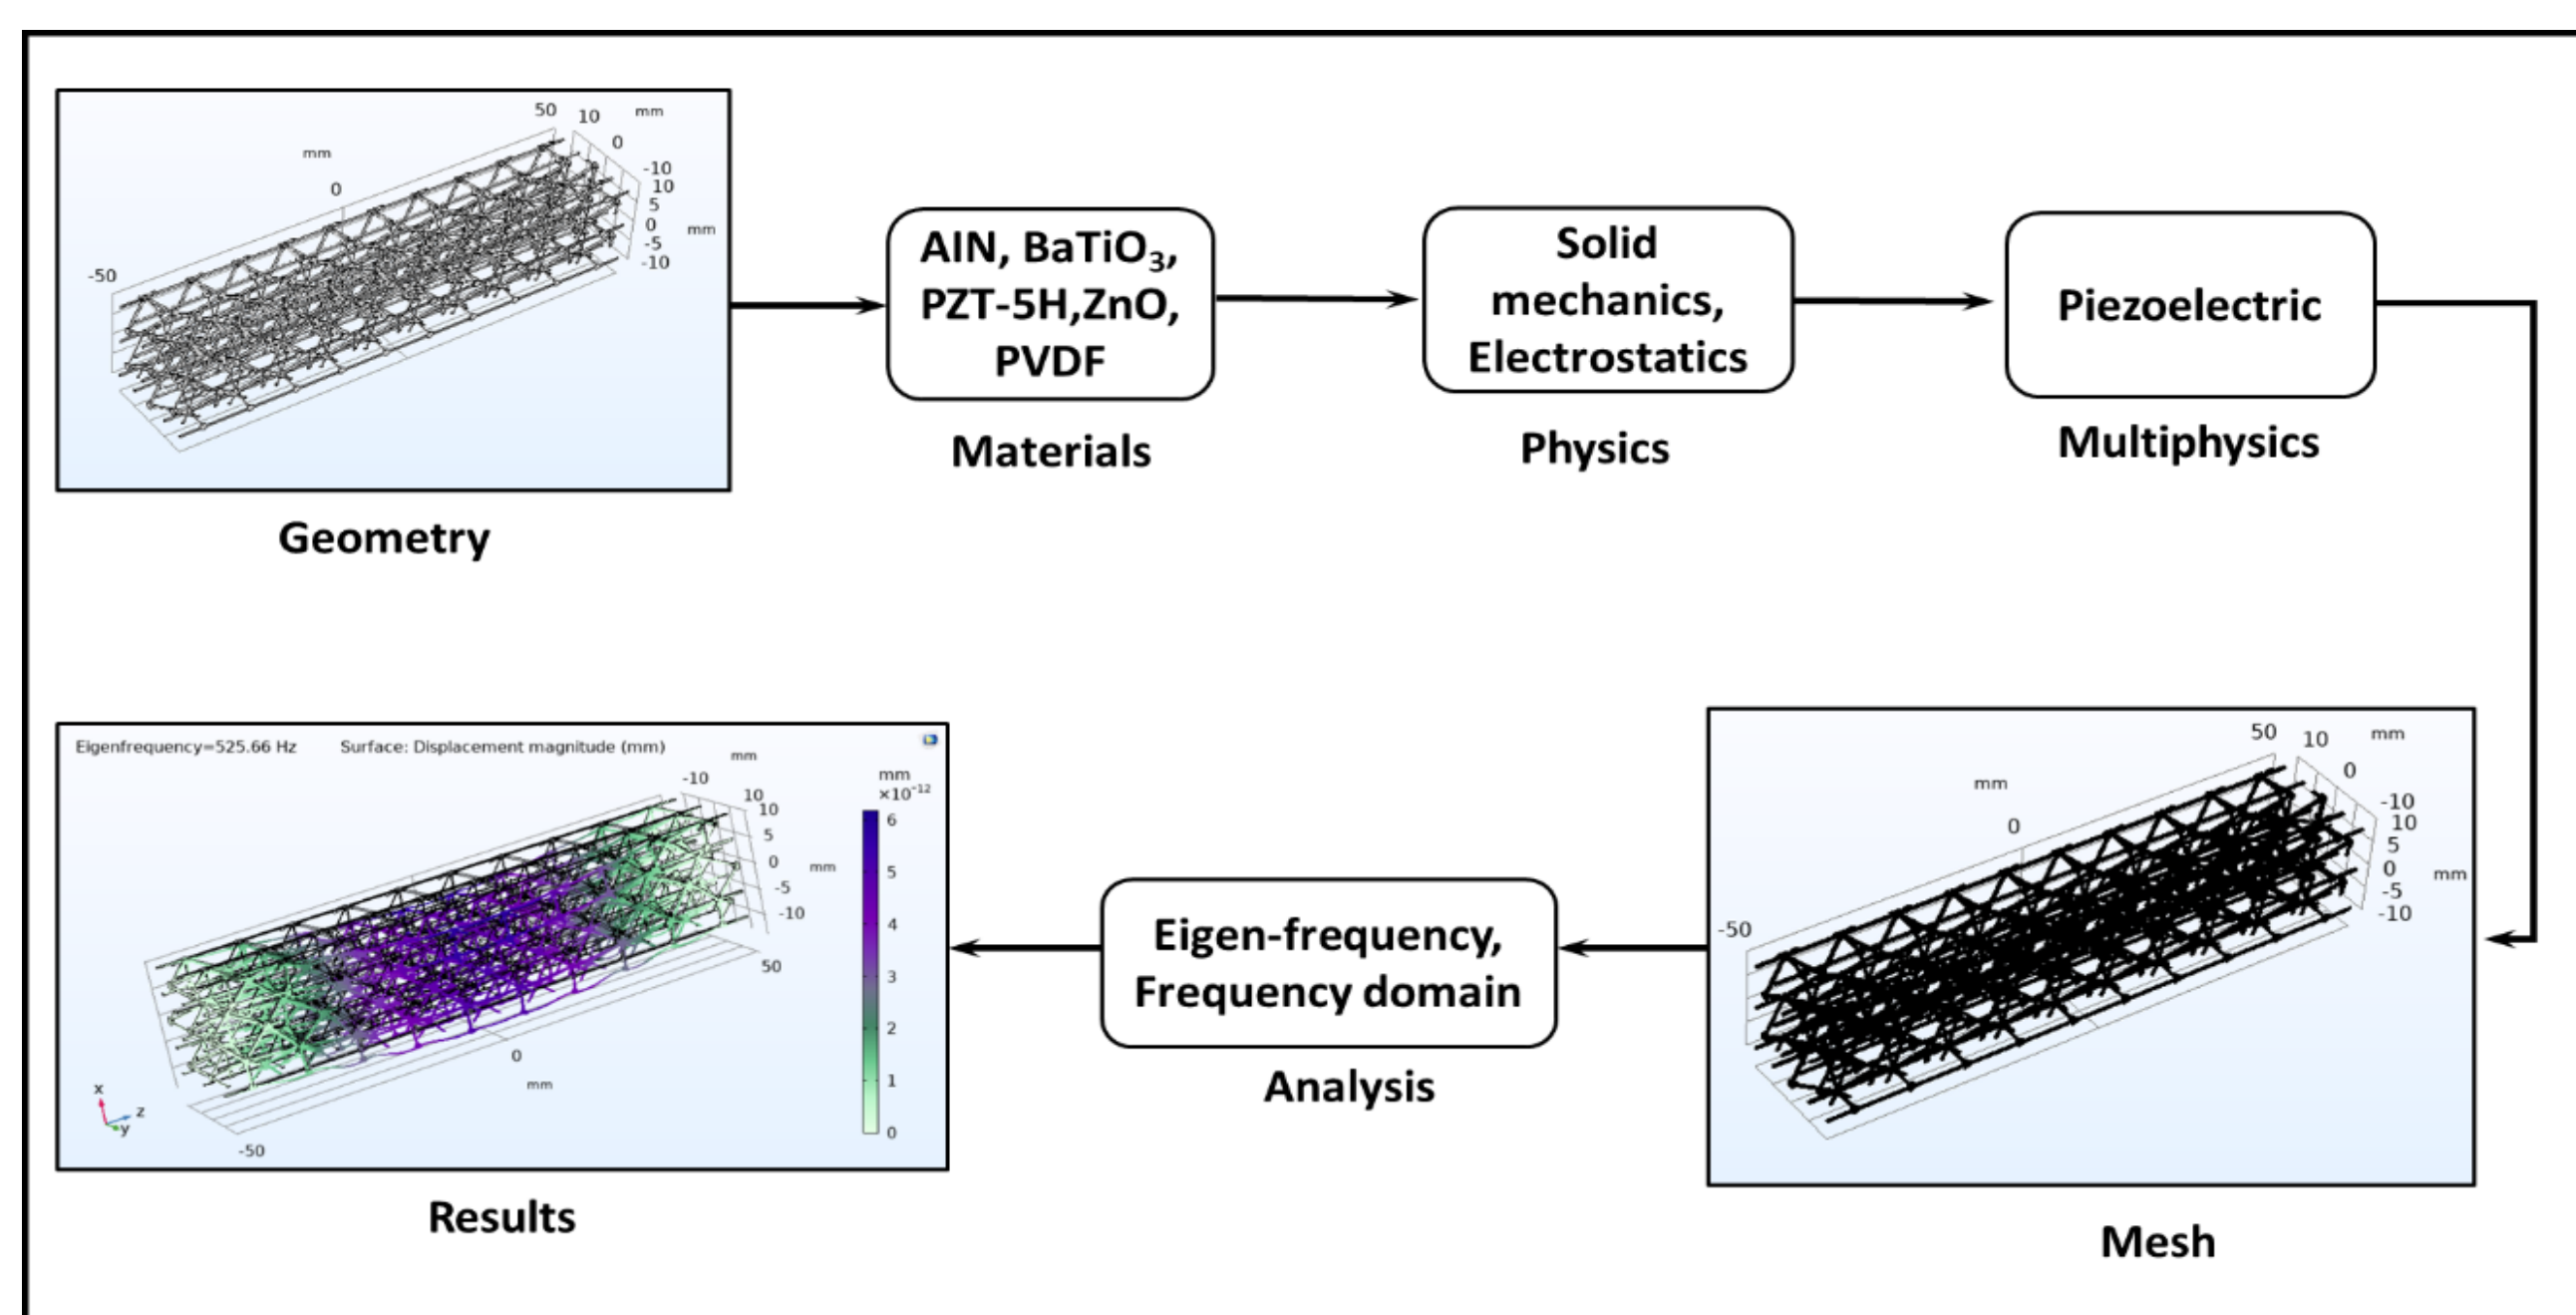 50 10 mm
0
mm
-10
0
10
5
0
mm
-5
-10
-50
Geometry
AlN, BaTiO₃,
PZT-5H,ZnO,
PVDF
Materials
Solid
mechanics,
Electrostatics
Physics
Piezoelectric
Multiphysics
50 10 mm
0
mm
-10
0
10
5
0
mm
-5
-10
-50
Mesh
Eigen-frequency,
Frequency domain
Analysis
Eigenfrequency=525.66 Hz Surface: Displacement magnitude (mm)
mm
-10
10
10
5
0
mm
-5
-10
50
0
mm
-50
x
z
y
mm
×10⁻¹²
6
5
4
3
2
1
0
Results